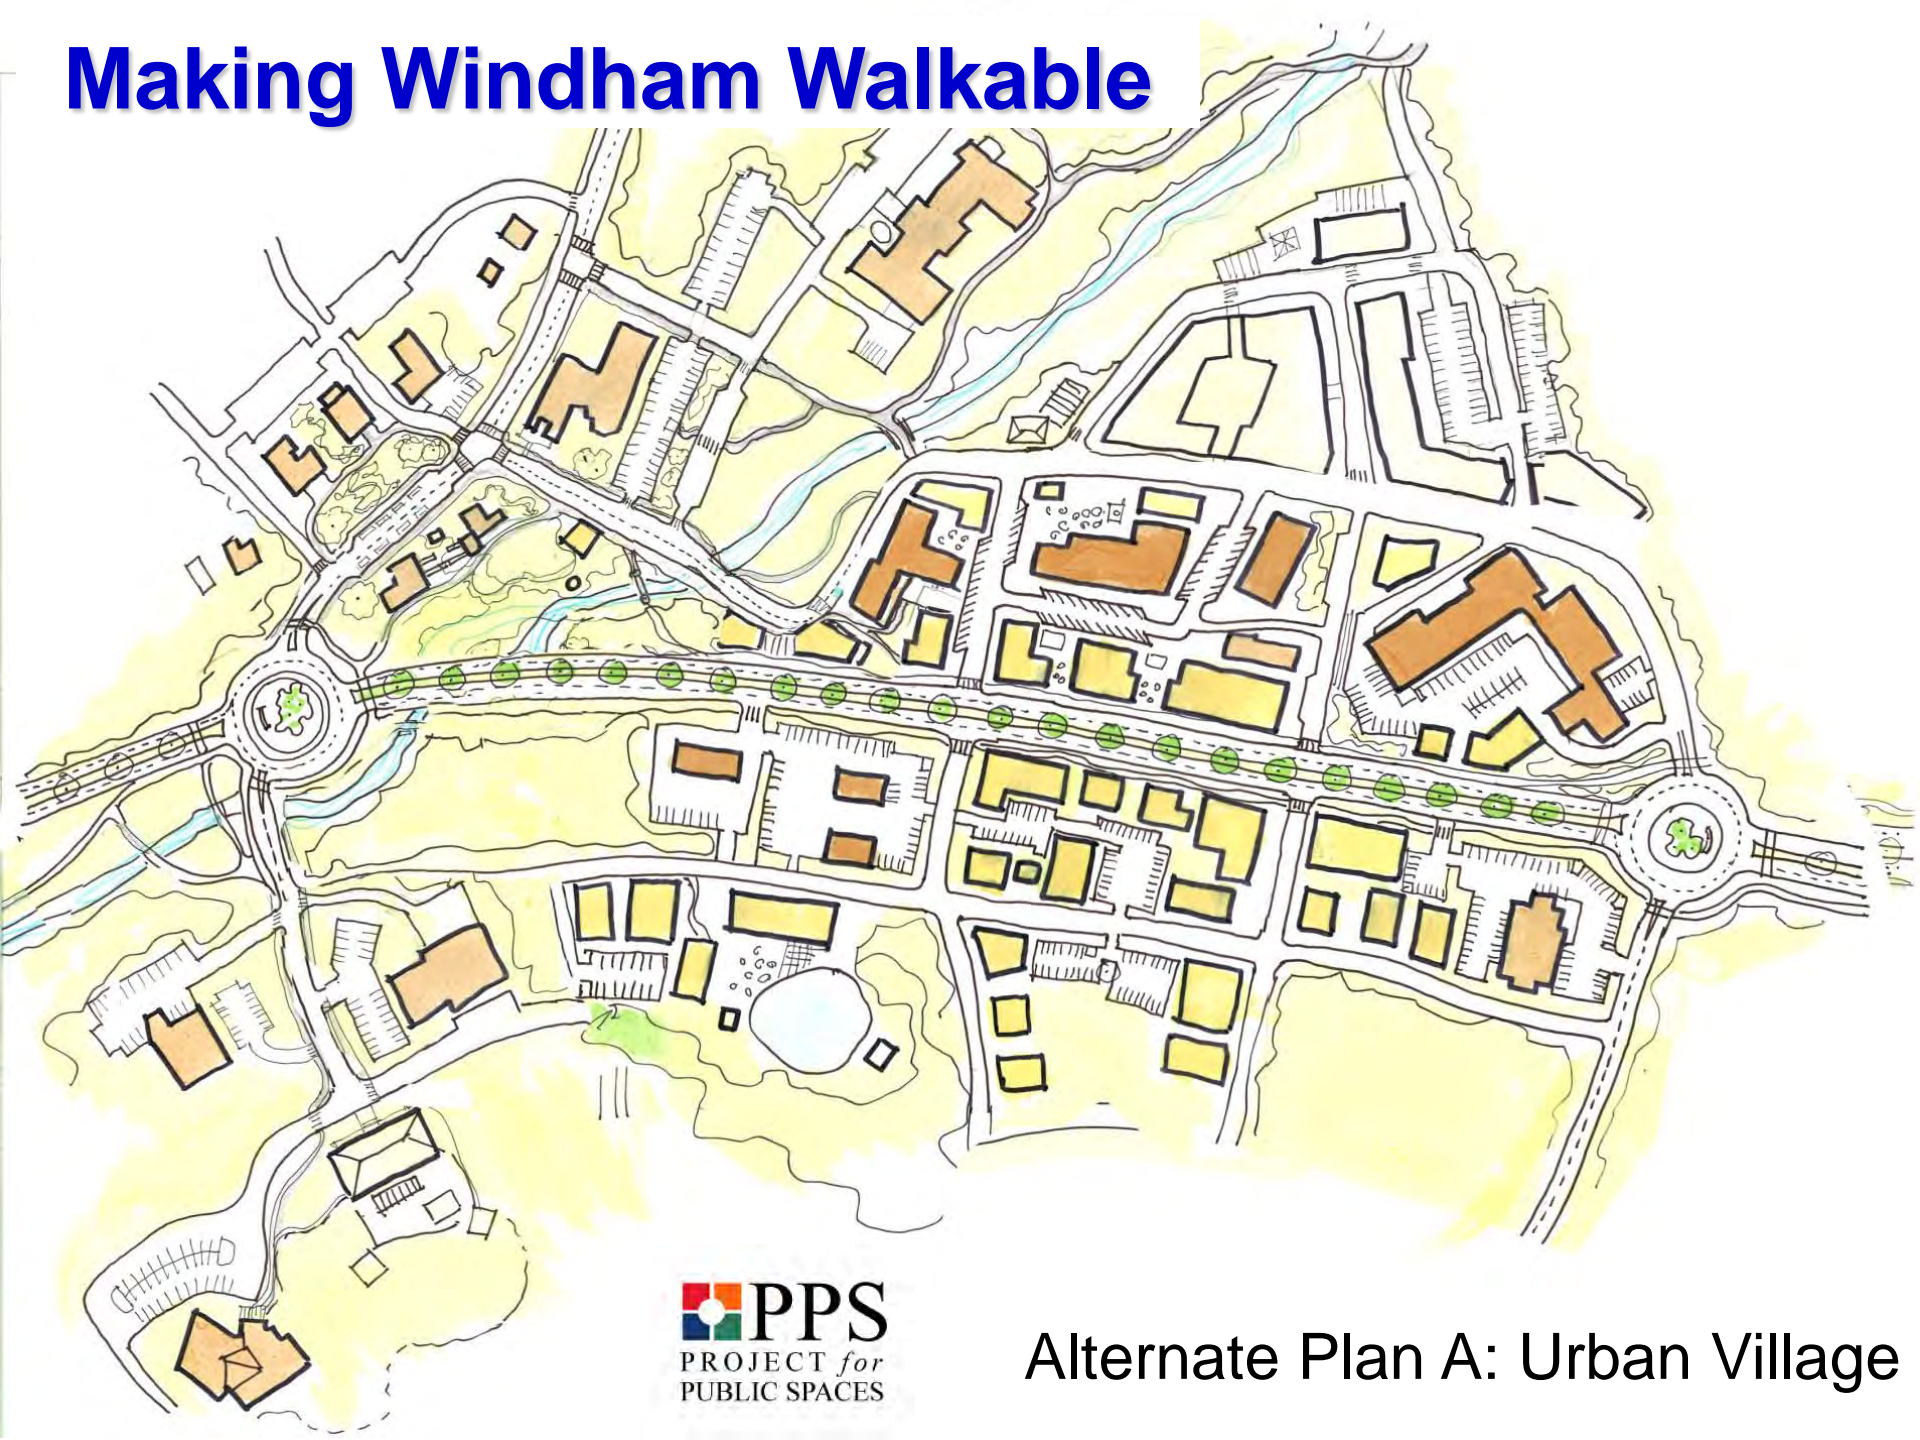 Making Windham Walkable
PPS
PROJECT for
PUBLIC SPACES
Alternate Plan A: Urban Village